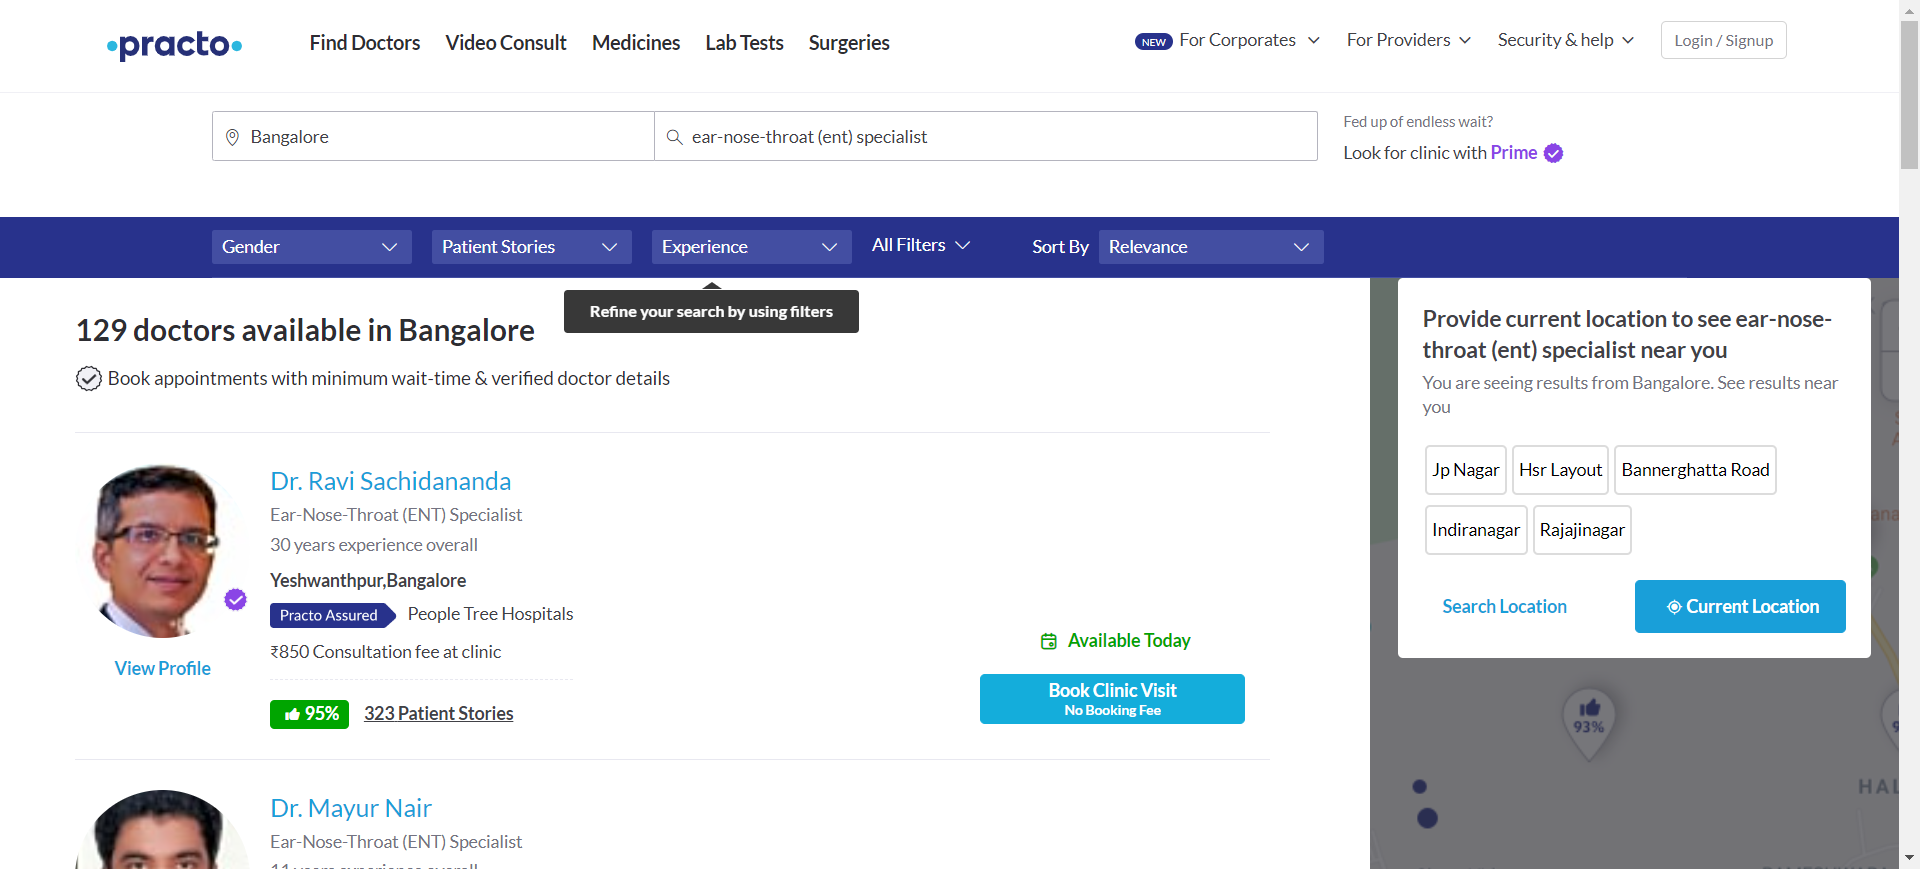 practo
Find Doctors
Video Consult
Medicines
Lab Tests
Surgeries
NEW For Corporates
For Providers
Security & help
Login / Signup
Bangalore
ear-nose-throat (ent) specialist
Fed up of endless wait?
Look for clinic with Prime
Gender
Patient Stories
Experience
All Filters
Sort By
Relevance
Refine your search by using filters
129 doctors available in Bangalore
Book appointments with minimum wait-time & verified doctor details
Dr. Ravi Sachidananda
Ear-Nose-Throat (ENT) Specialist
30 years experience overall
Yeshwanthpur,Bangalore
Practo Assured People Tree Hospitals
₹850 Consultation fee at clinic
View Profile
95% 323 Patient Stories
Available Today
Book Clinic Visit
No Booking Fee
Dr. Mayur Nair
Ear-Nose-Throat (ENT) Specialist
11 years experience overall
Provide current location to see ear-nose-
throat (ent) specialist near you
You are seeing results from Bangalore. See results near
you
Jp Nagar
Hsr Layout
Bannerghatta Road
Indiranagar
Rajajinagar
Search Location
Current Location
93%
HAL